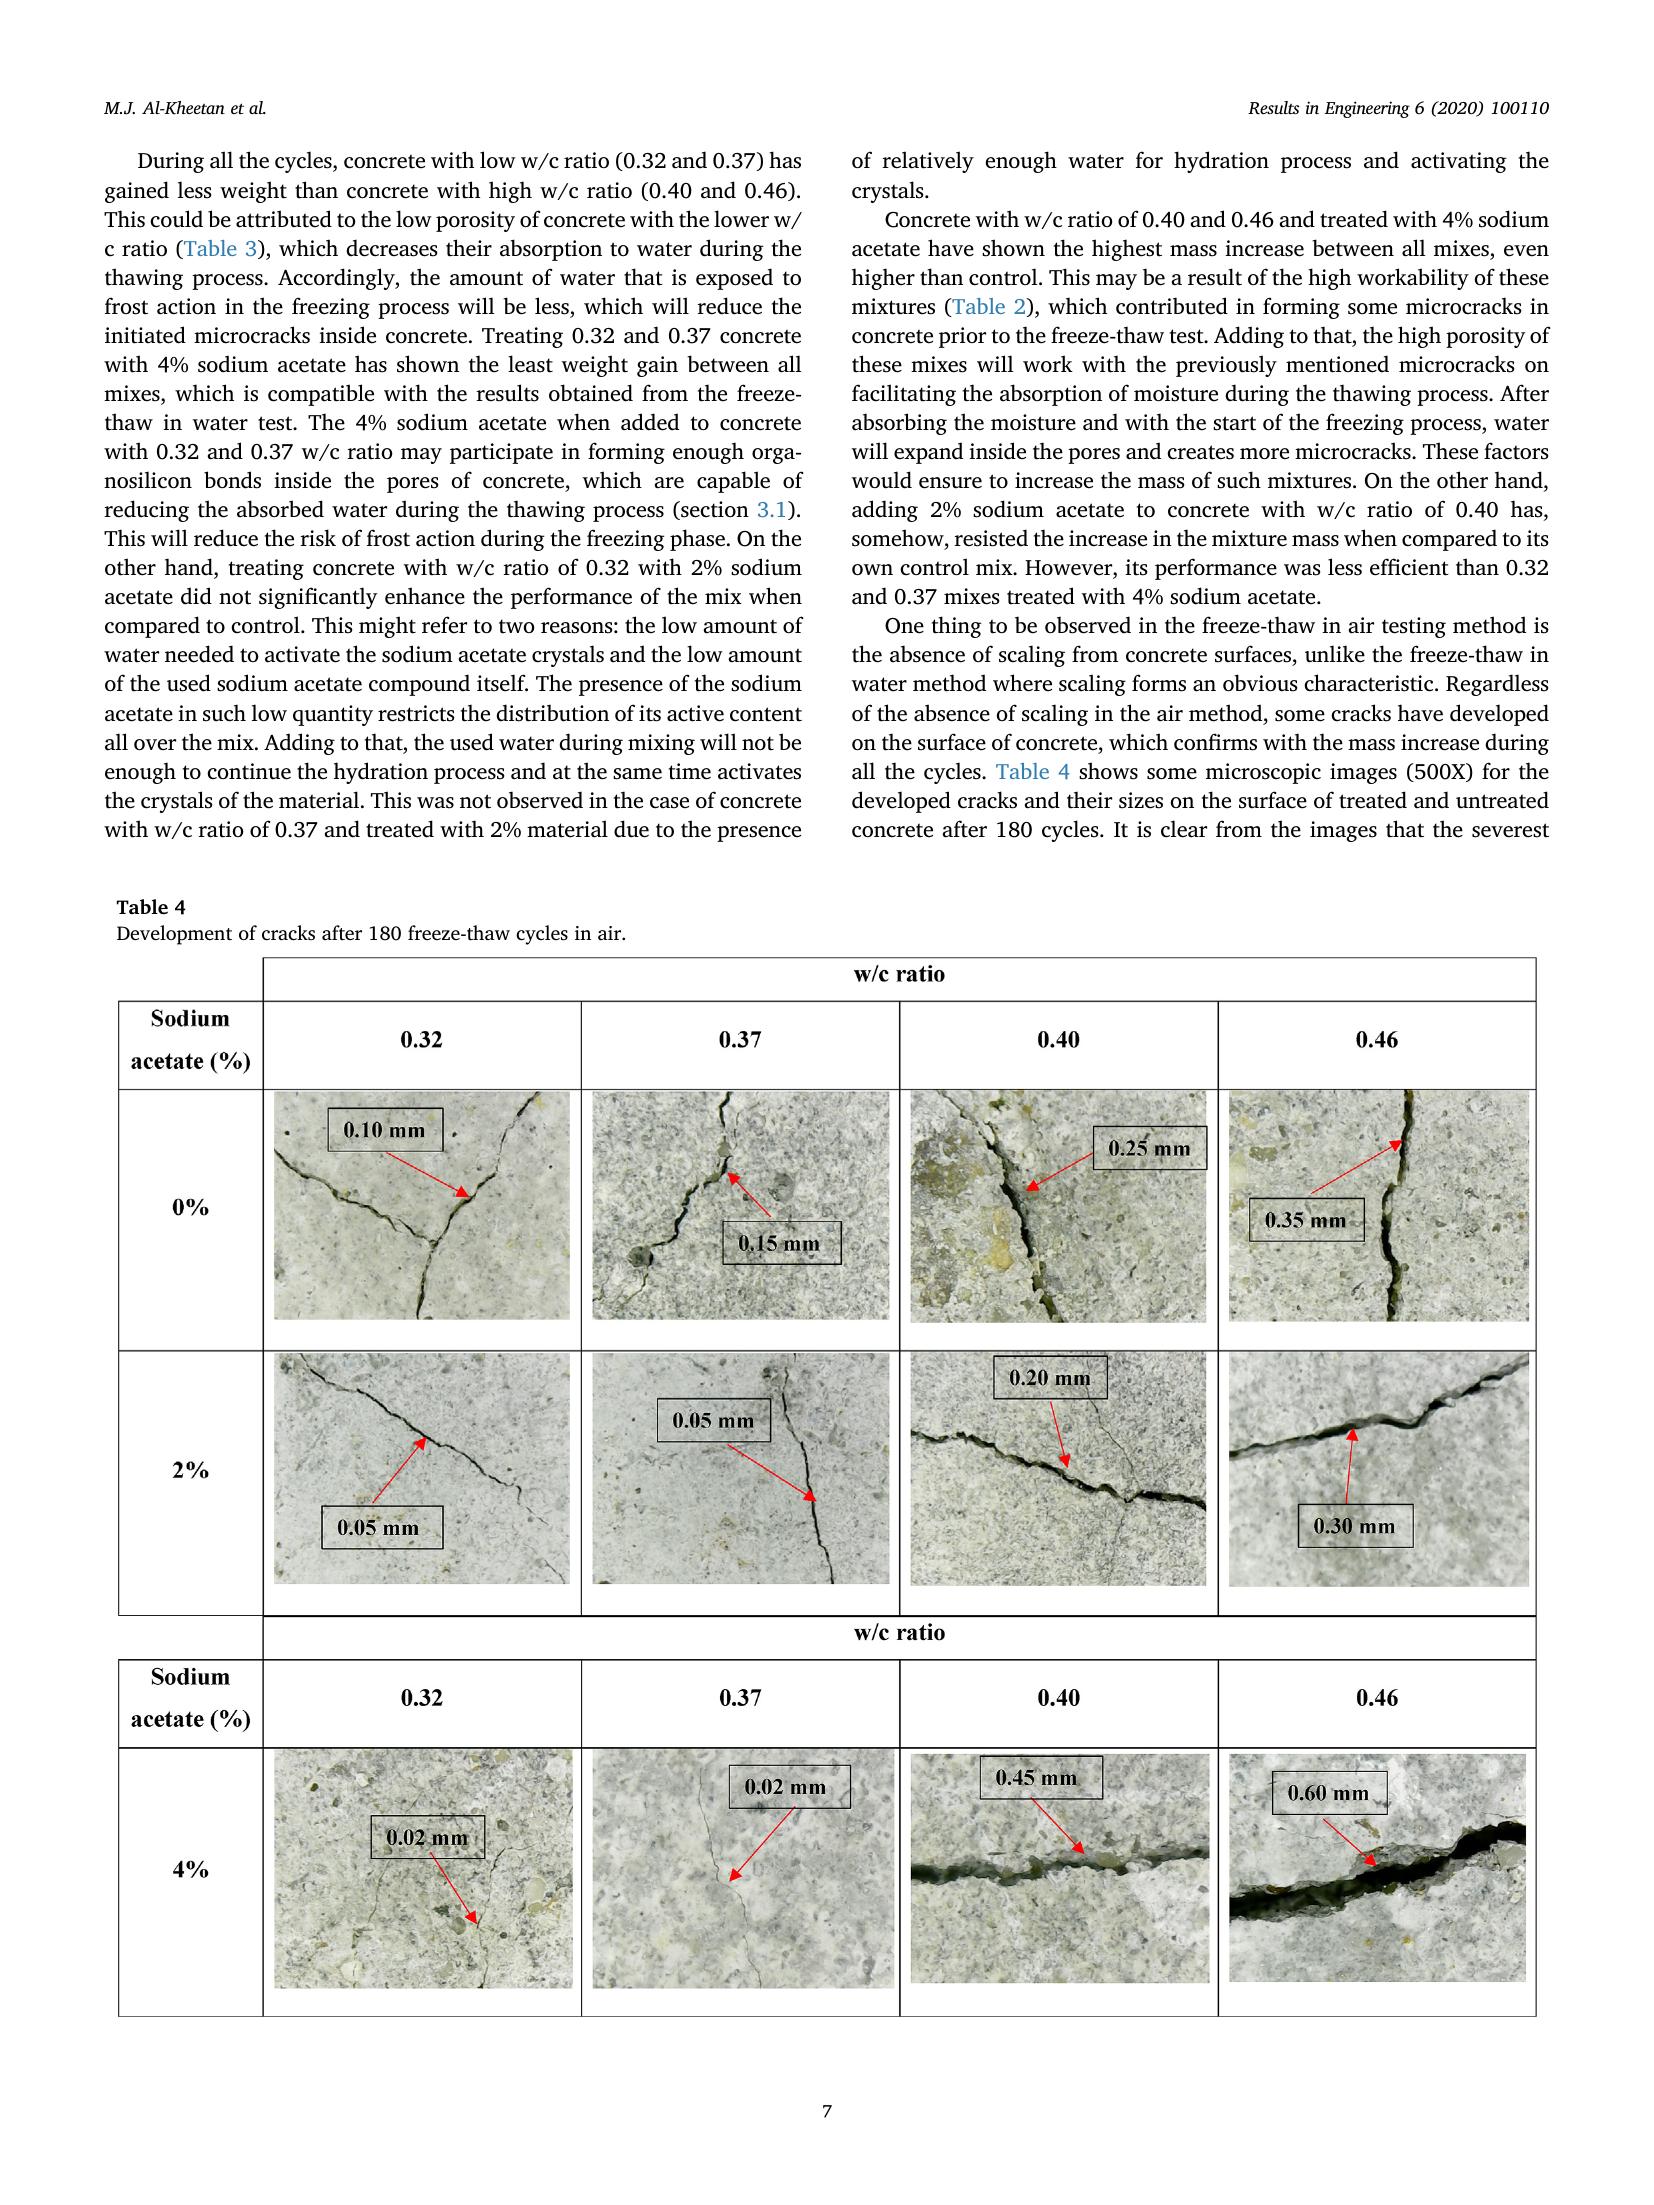 M.J. Al-Kheetan et al.
Results in Engineering 6 (2020) 100110
During all the cycles, concrete with low w/c ratio (0.32 and 0.37) has
gained less weight than concrete with high w/c ratio (0.40 and 0.46).
This could be attributed to the low porosity of concrete with the lower w/
c ratio (Table 3), which decreases their absorption to water during the
thawing process. Accordingly, the amount of water that is exposed to
frost action in the freezing process will be less, which will reduce the
initiated microcracks inside concrete. Treating 0.32 and 0.37 concrete
with 4% sodium acetate has shown the least weight gain between all
mixes, which is compatible with the results obtained from the freeze-
thaw in water test. The 4% sodium acetate when added to concrete
with 0.32 and 0.37 w/c ratio may participate in forming enough orga-
nosilicon bonds inside the pores of concrete, which are capable of
reducing the absorbed water during the thawing process (section 3.1).
This will reduce the risk of frost action during the freezing phase. On the
other hand, treating concrete with w/c ratio of 0.32 with 2% sodium
acetate did not significantly enhance the performance of the mix when
compared to control. This might refer to two reasons: the low amount of
water needed to activate the sodium acetate crystals and the low amount
of the used sodium acetate compound itself. The presence of the sodium
acetate in such low quantity restricts the distribution of its active content
all over the mix. Adding to that, the used water during mixing will not be
enough to continue the hydration process and at the same time activates
the crystals of the material. This was not observed in the case of concrete
with w/c ratio of 0.37 and treated with 2% material due to the presence
of relatively enough water for hydration process and activating the
crystals.
Concrete with w/c ratio of 0.40 and 0.46 and treated with 4% sodium
acetate have shown the highest mass increase between all mixes, even
higher than control. This may be a result of the high workability of these
mixtures (Table 2), which contributed in forming some microcracks in
concrete prior to the freeze-thaw test. Adding to that, the high porosity of
these mixes will work with the previously mentioned microcracks on
facilitating the absorption of moisture during the thawing process. After
absorbing the moisture and with the start of the freezing process, water
will expand inside the pores and creates more microcracks. These factors
would ensure to increase the mass of such mixtures. On the other hand,
adding 2% sodium acetate to concrete with w/c ratio of 0.40 has,
somehow, resisted the increase in the mixture mass when compared to its
own control mix. However, its performance was less efficient than 0.32
and 0.37 mixes treated with 4% sodium acetate.
One thing to be observed in the freeze-thaw in air testing method is
the absence of scaling from concrete surfaces, unlike the freeze-thaw in
water method where scaling forms an obvious characteristic. Regardless
of the absence of scaling in the air method, some cracks have developed
on the surface of concrete, which confirms with the mass increase during
all the cycles. Table 4 shows some microscopic images (500X) for the
developed cracks and their sizes on the surface of treated and untreated
concrete after 180 cycles. It is clear from the images that the severest
Table 4
Development of cracks after 180 freeze-thaw cycles in air.
w/c ratio
Sodium
acetate (%)
0.32
0.37
0.40
0.46
0%
0.10 mm
0.15 mm
0.25 mm
0.35 mm
2%
0.05 mm
0.05 mm
0.20 mm
0.30 mm
w/c ratio
Sodium
acetate (%)
0.32
0.37
0.40
0.46
4%
0.02 mm
0.02 mm
0.45 mm
0.60 mm
7